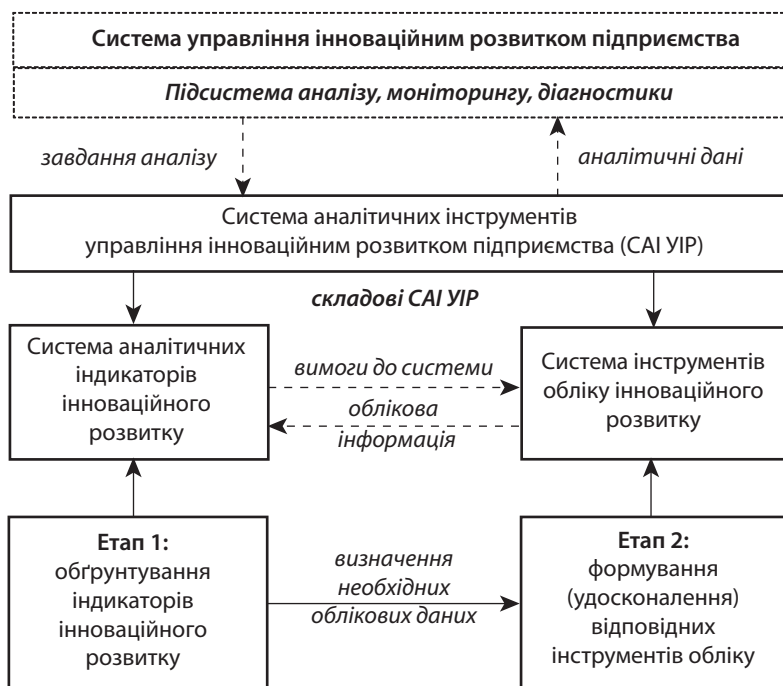 Система управління інноваційним розвитком підприємства
Підсистема аналізу, моніторингу, діагностики
завдання аналізу
аналітичні дані
Система аналітичних інструментів
управління інноваційним розвитком підприємства (САІ УІР)
складові САІ УІР
Система аналітичних
індикаторів
інноваційного
розвитку
вимоги до системи
облікова
інформація
Система інструментів
обліку інноваційного
розвитку
Етап 1:
обґрунтування
індикаторів
інноваційного
розвитку
визначення
необхідних
облікових даних
Етап 2:
формування
(удосконалення)
відповідних
інструментів обліку